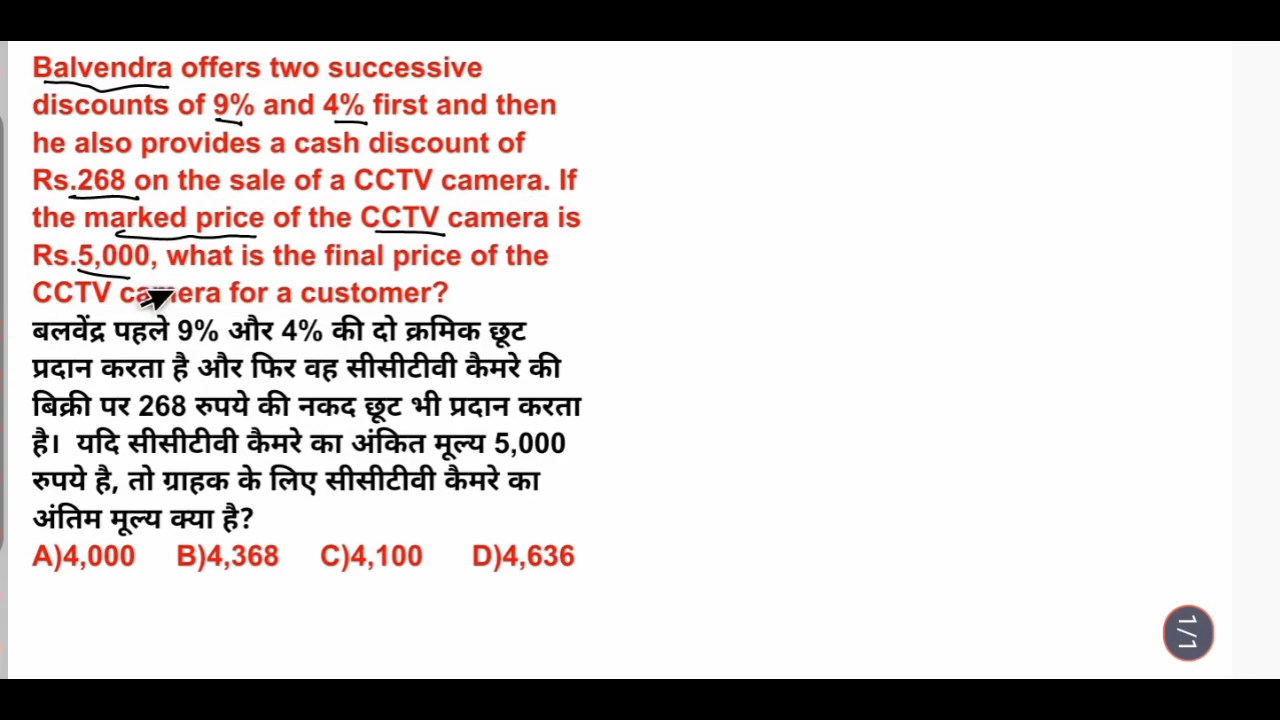 Balvendra offers two successive
discounts of 9% and 4% first and then
he also provides a cash discount of
Rs.268 on the sale of a CCTV camera. If
the marked price of the CCTV camera is
Rs.5,000, what is the final price of the
CCTV camera for a customer?
बलवेंद्र पहले 9% और 4% की दो क्रमिक छूट
प्रदान करता है और फिर वह सीसीटीवी कैमरे की
बिक्री पर 268 रुपये की नकद छूट भी प्रदान करता
है।  यदि सीसीटीवी कैमरे का अंकित मूल्य 5,000
रुपये है, तो ग्राहक के लिए सीसीटीवी कैमरे का
अंतिम मूल्य क्या है?
A)4,000 B)4,368 C)4,100 D)4,636
1/1